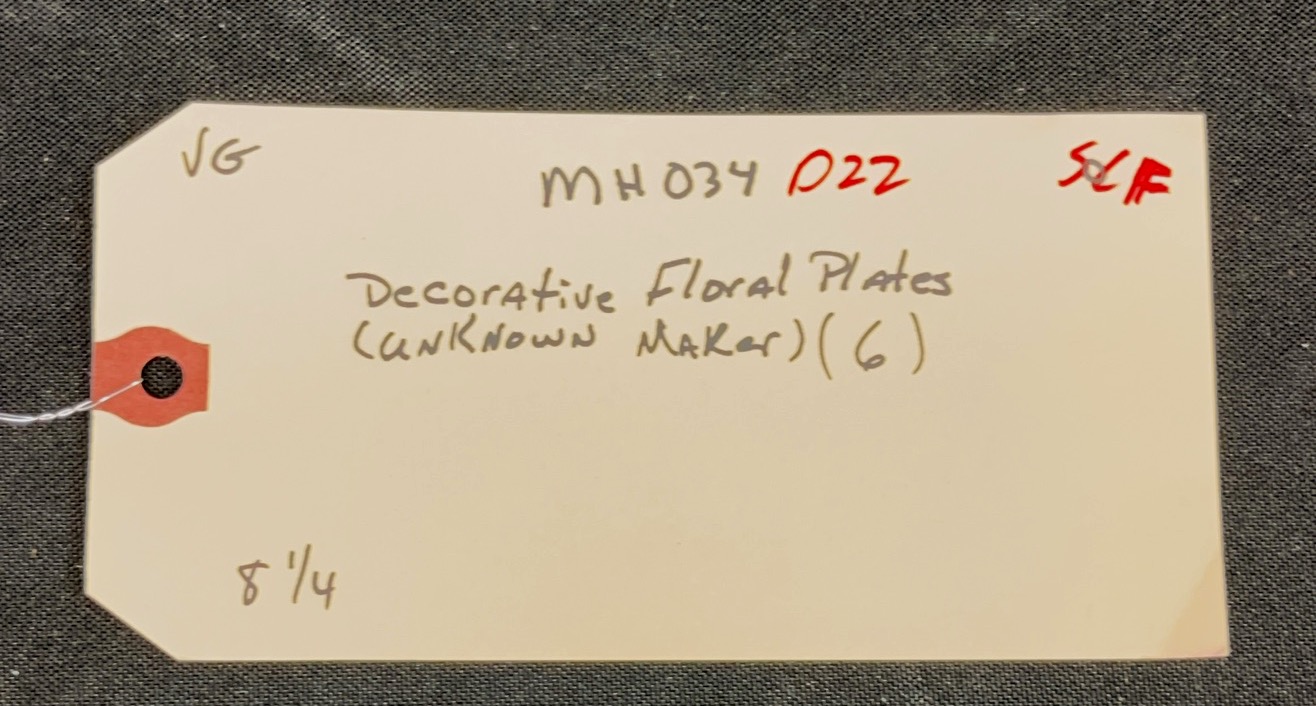 VG
MH034 D22
Decorative Floral Plates
(unknown Maker) (6)
8 1/4